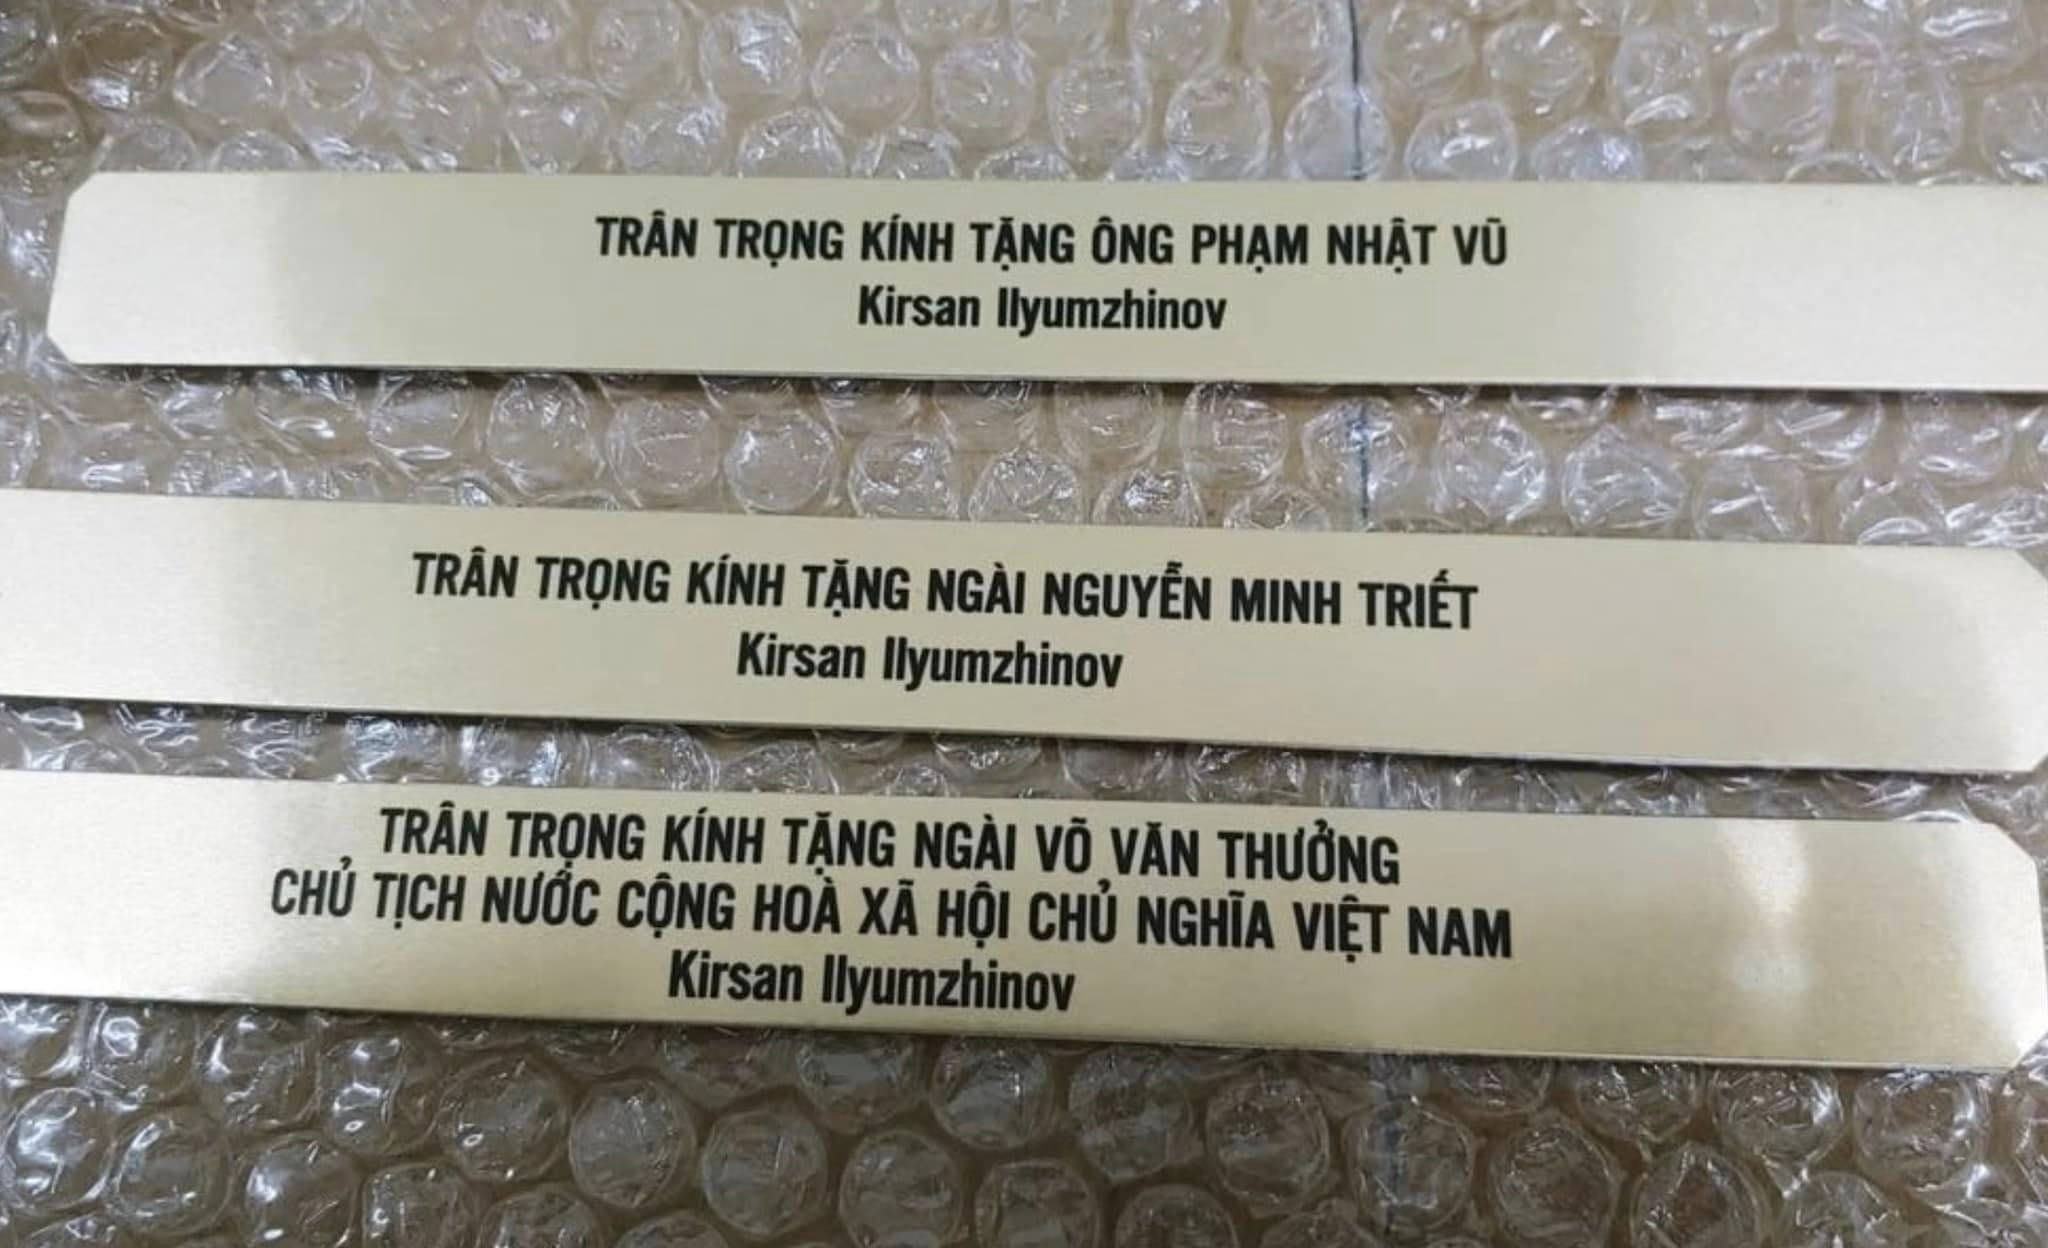 TRÂN TRỌNG KÍNH TẶNG ÔNG PHẠM NHẬT VŨ
Kirsan Ilyumzhinov
TRÂN TRỌNG KÍNH TẶNG NGÀI NGUYỄN MINH TRIẾT
Kirsan Ilyumzhinov
TRÂN TRỌNG KÍNH TẶNG NGÀI VÕ VĂN THƯỞNG
CHỦ TỊCH NƯỚC CỘNG HOÀ XÃ HỘI CHỦ NGHĨA VIỆT NAM
Kirsan Ilyumzhinov